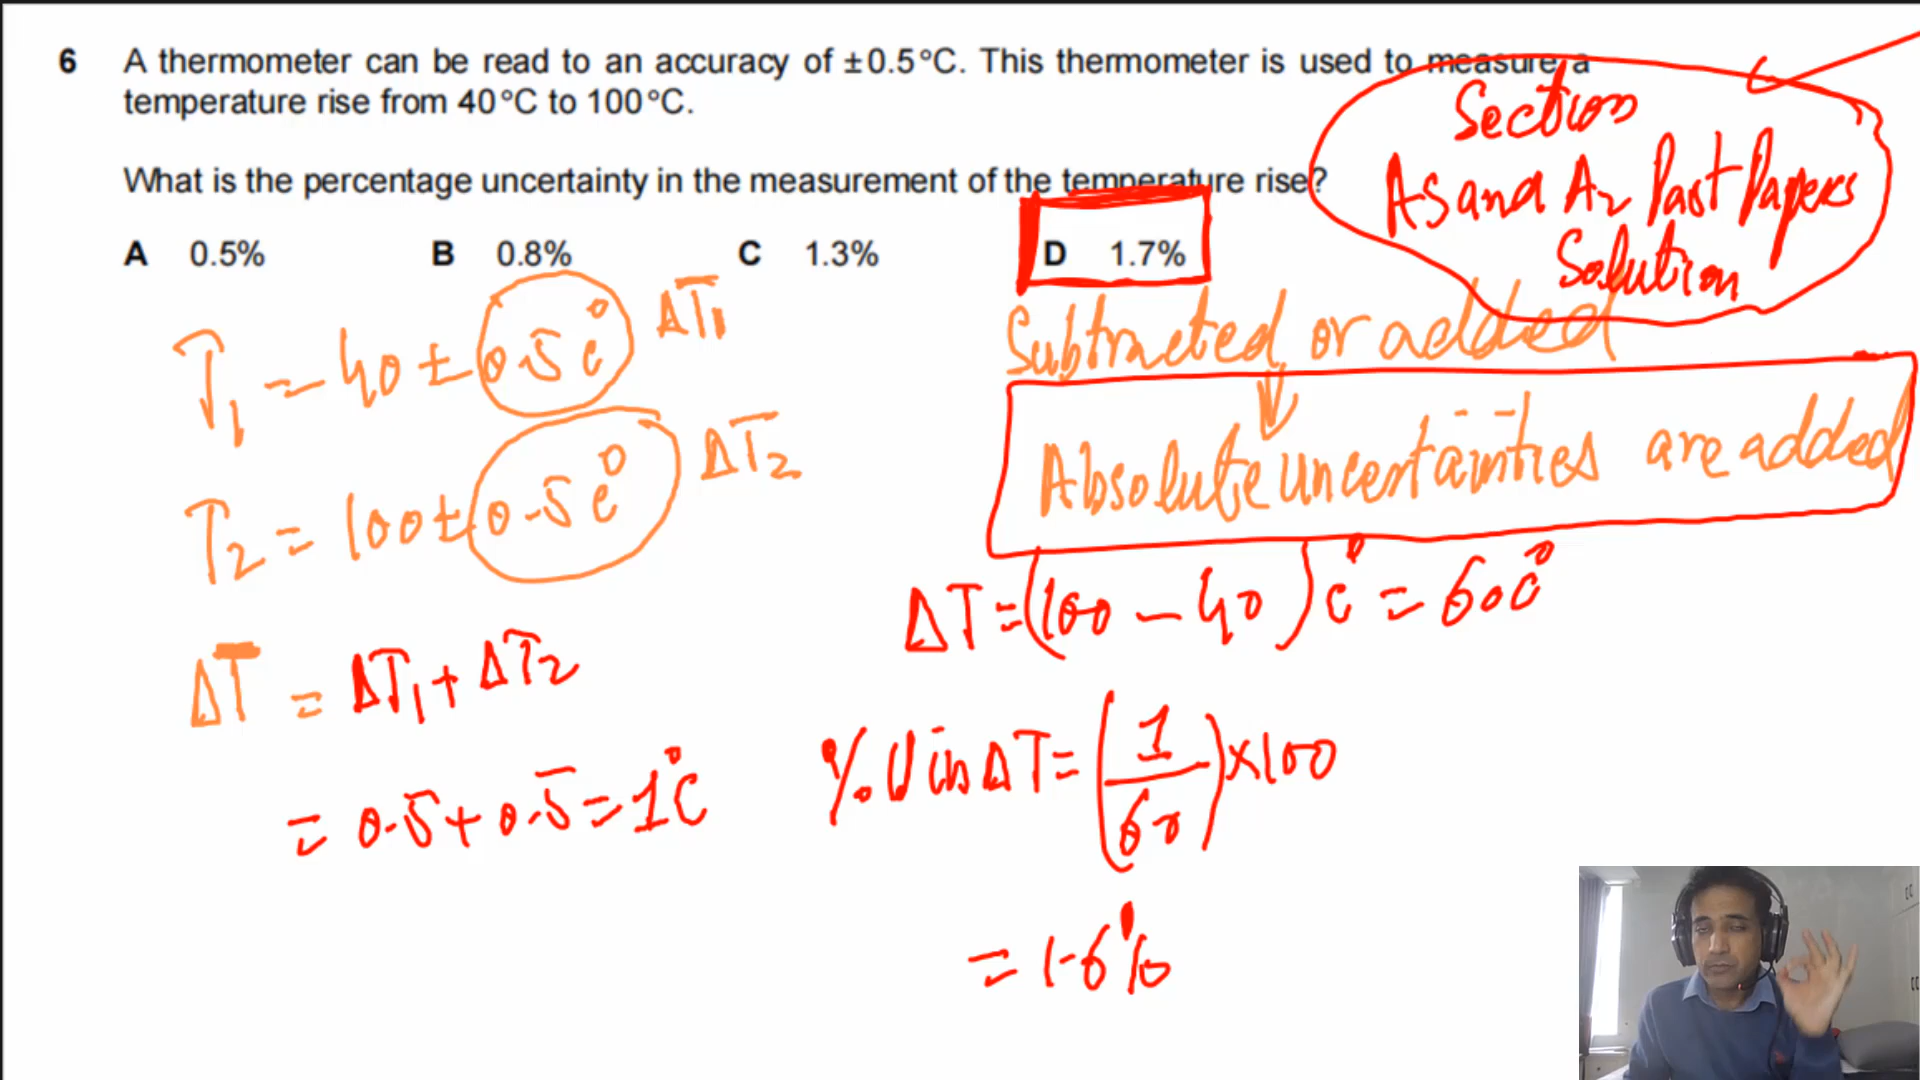 6 A thermometer can be read to an accuracy of ±0.5°C. This thermometer is used to measure a
temperature rise from 40°C to 100°C.
What is the percentage uncertainty in the measurement of the temperature rise?
A 0.5% B 0.8% C 1.3% D 1.7%
Section
As and A2 Past Papers
Solution
T1 = 40 ± 0.5 c° ΔT1
T2 = 100 ± 0.5 c° ΔT2
Subtracted or added
Absolute uncertainties are added
ΔT = ΔT1 + ΔT2
= 0.5 + 0.5 = 1 c°
ΔT = (100 - 40) c° = 60 c°
% U in ΔT = (1/60) × 100
= 1.6%